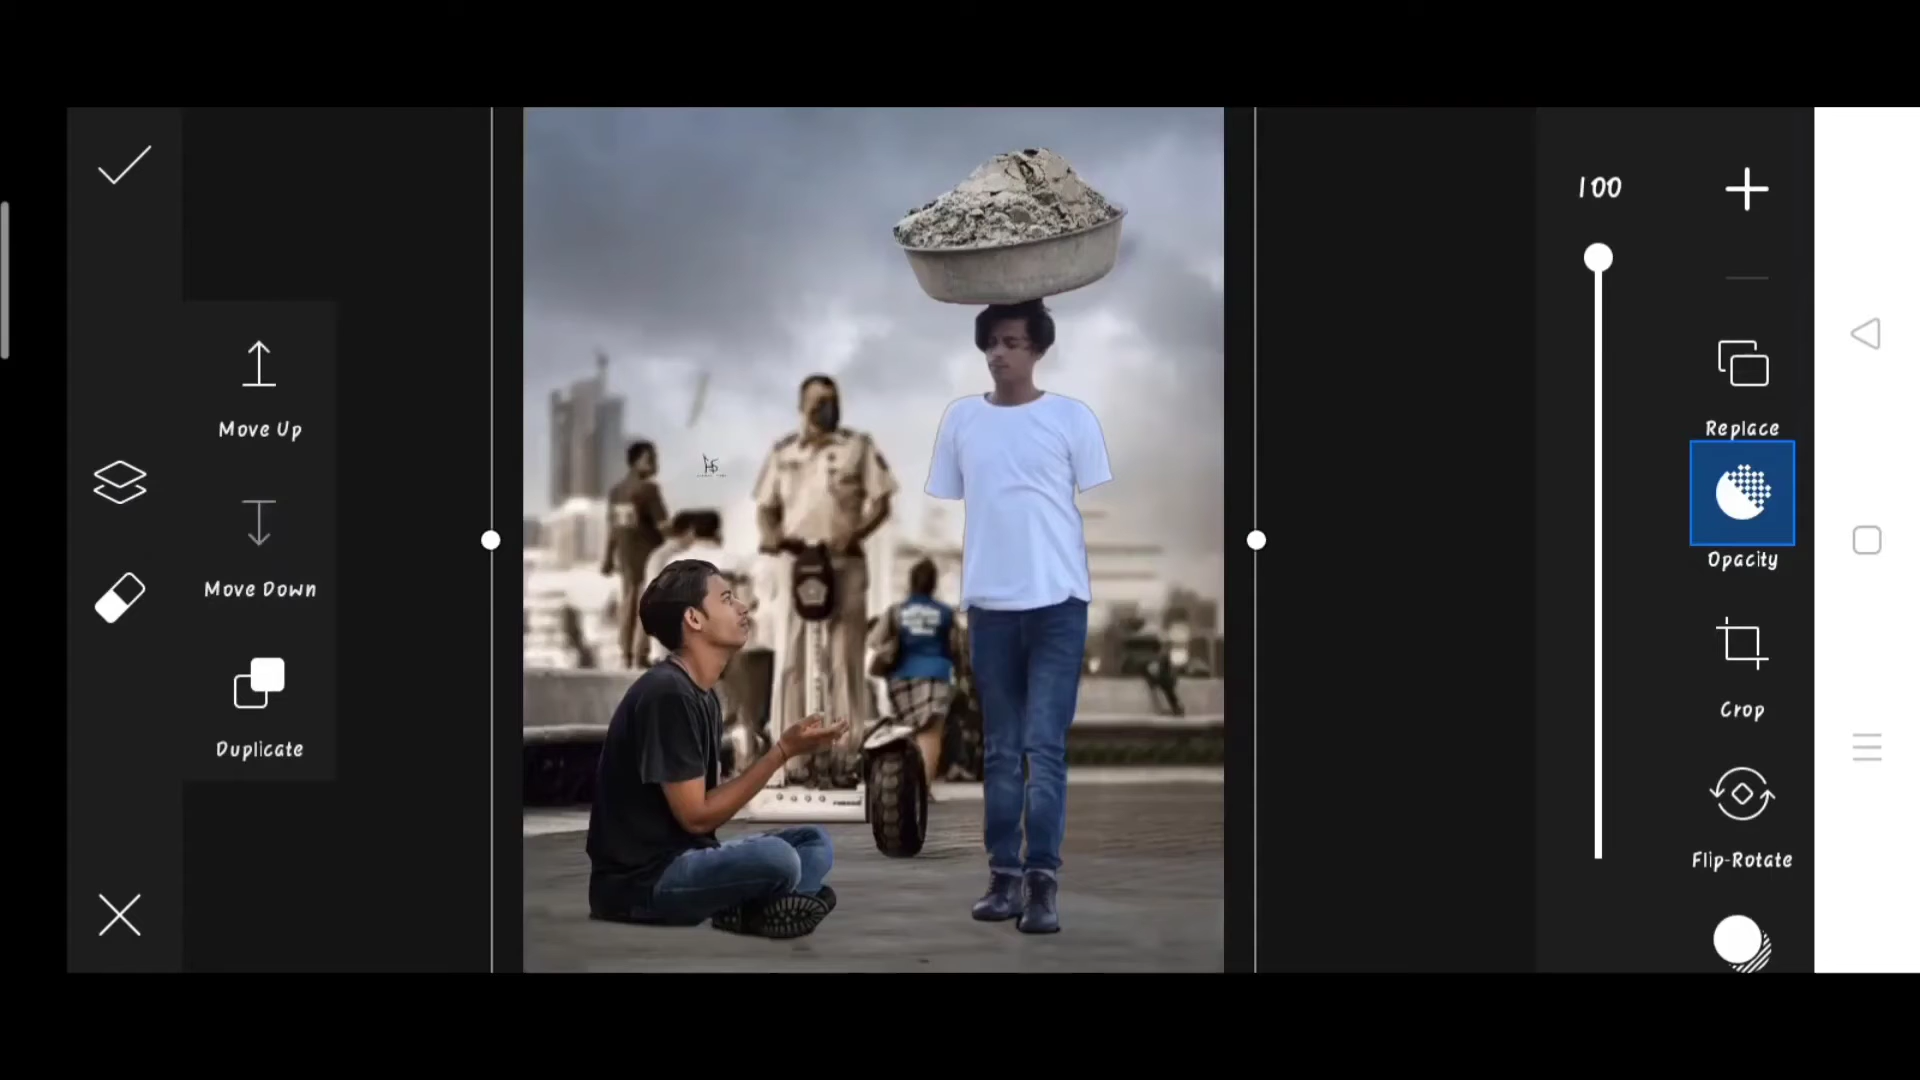 100
Move Up
Replace
Opacity
Move Down
Crop
Duplicate
Flip-Rotate